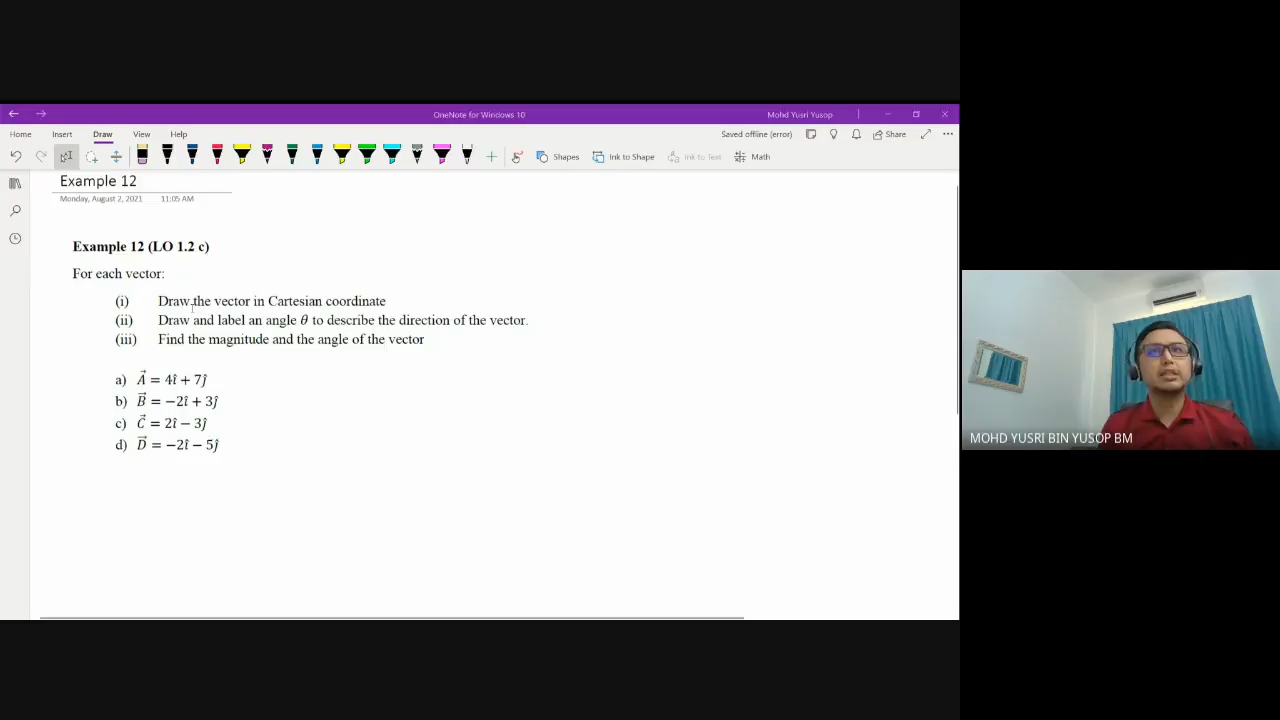 OneNote for Windows 10
Mohd Yusri Yusop
Home Insert Draw View Help
Saved offline (error)
Share
Shapes
Ink to Shape
Ink to Text
Math
Example 12
Monday, August 2, 2021 11:05 AM
Example 12 (LO 1.2 c)
For each vector:
(i) Draw the vector in Cartesian coordinate
(ii) Draw and label an angle θ to describe the direction of the vector.
(iii) Find the magnitude and the angle of the vector
a) A⃗ = 4î + 7ĵ
b) B⃗ = −2î + 3ĵ
c) C⃗ = 2î − 3ĵ
d) D⃗ = −2î − 5ĵ
MOHD YUSRI BIN YUSOP BM